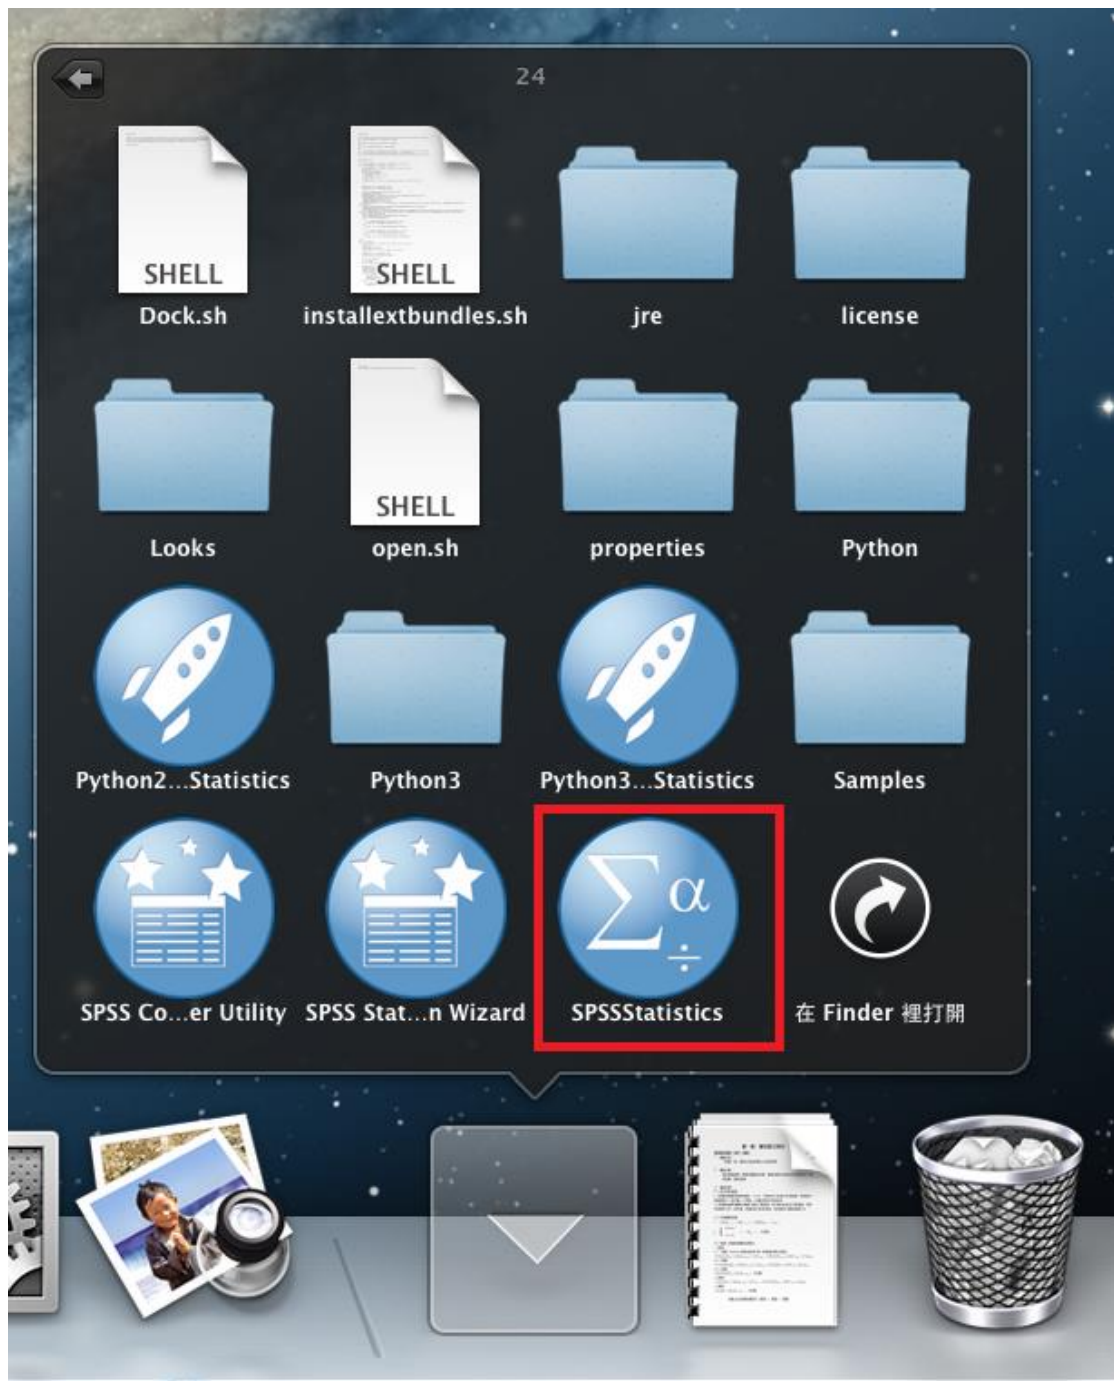 24
SHELL
Dock.sh
SHELL
installextbundles.sh
jre
license
Looks
SHELL
open.sh
properties
Python
Python2...Statistics
Python3
Python3...Statistics
Samples
SPSS Co...er Utility
SPSS Stat...n Wizard
Σα÷
SPSSStatistics
在 Finder 裡打開